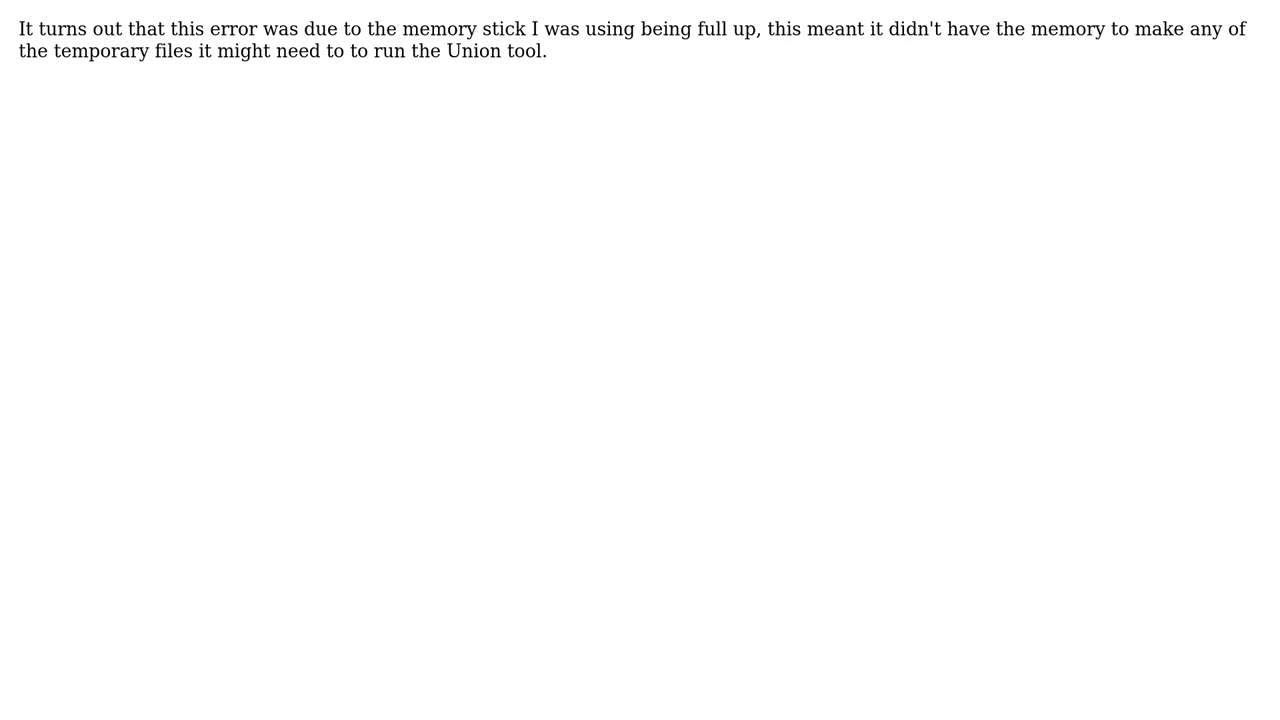 It turns out that this error was due to the memory stick I was using being full up, this meant it didn't have the memory to make any of
the temporary files it might need to to run the Union tool.